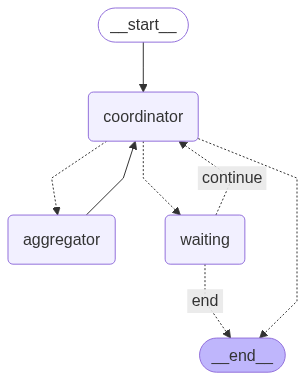 __start__
coordinator
continue
aggregator
waiting
end
__end__